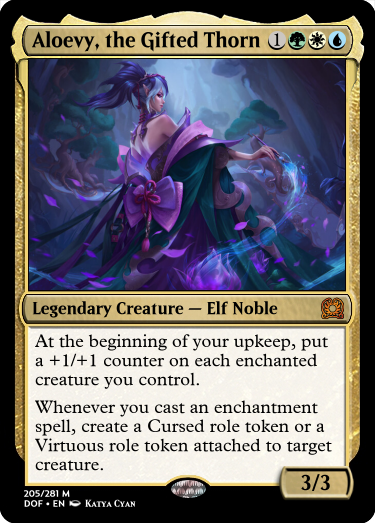 Aloevy, the Gifted Thorn 1
Legendary Creature — Elf Noble
At the beginning of your upkeep, put
a +1/+1 counter on each enchanted
creature you control.
Whenever you cast an enchantment
spell, create a Cursed role token or a
Virtuous role token attached to target
creature.
3/3
205/281 M
DOF • EN Katya Cyan